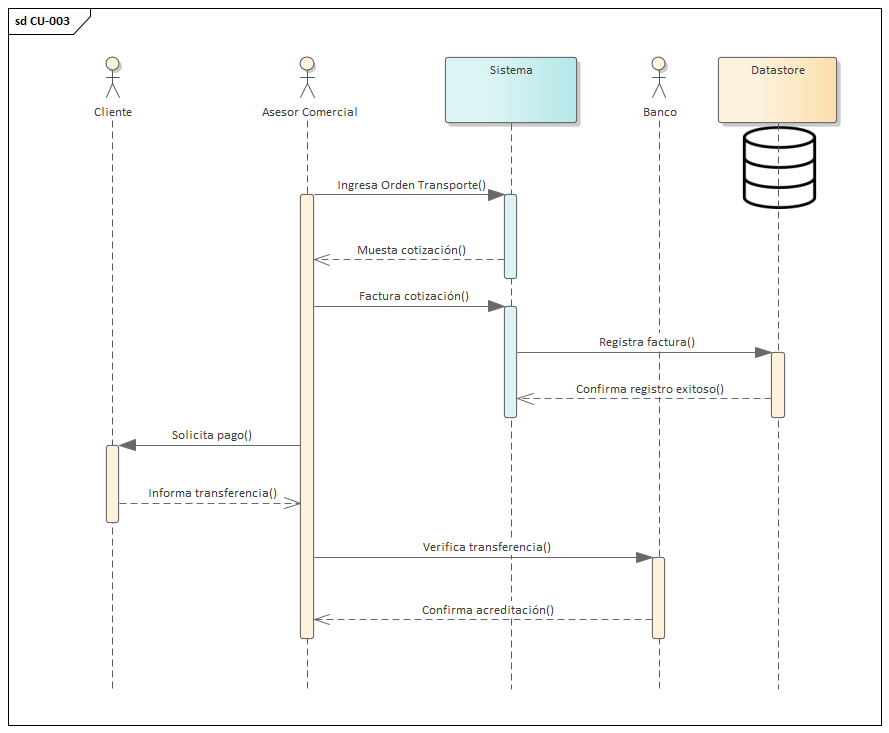 sd CU-003
Cliente
Asesor Comercial
Sistema
Banco
Datastore
Ingresa Orden Transporte()
Muesta cotización()
Factura cotización()
Registra factura()
Confirma registro exitoso()
Solicita pago()
Informa transferencia()
Verifica transferencia()
Confirma acreditación()